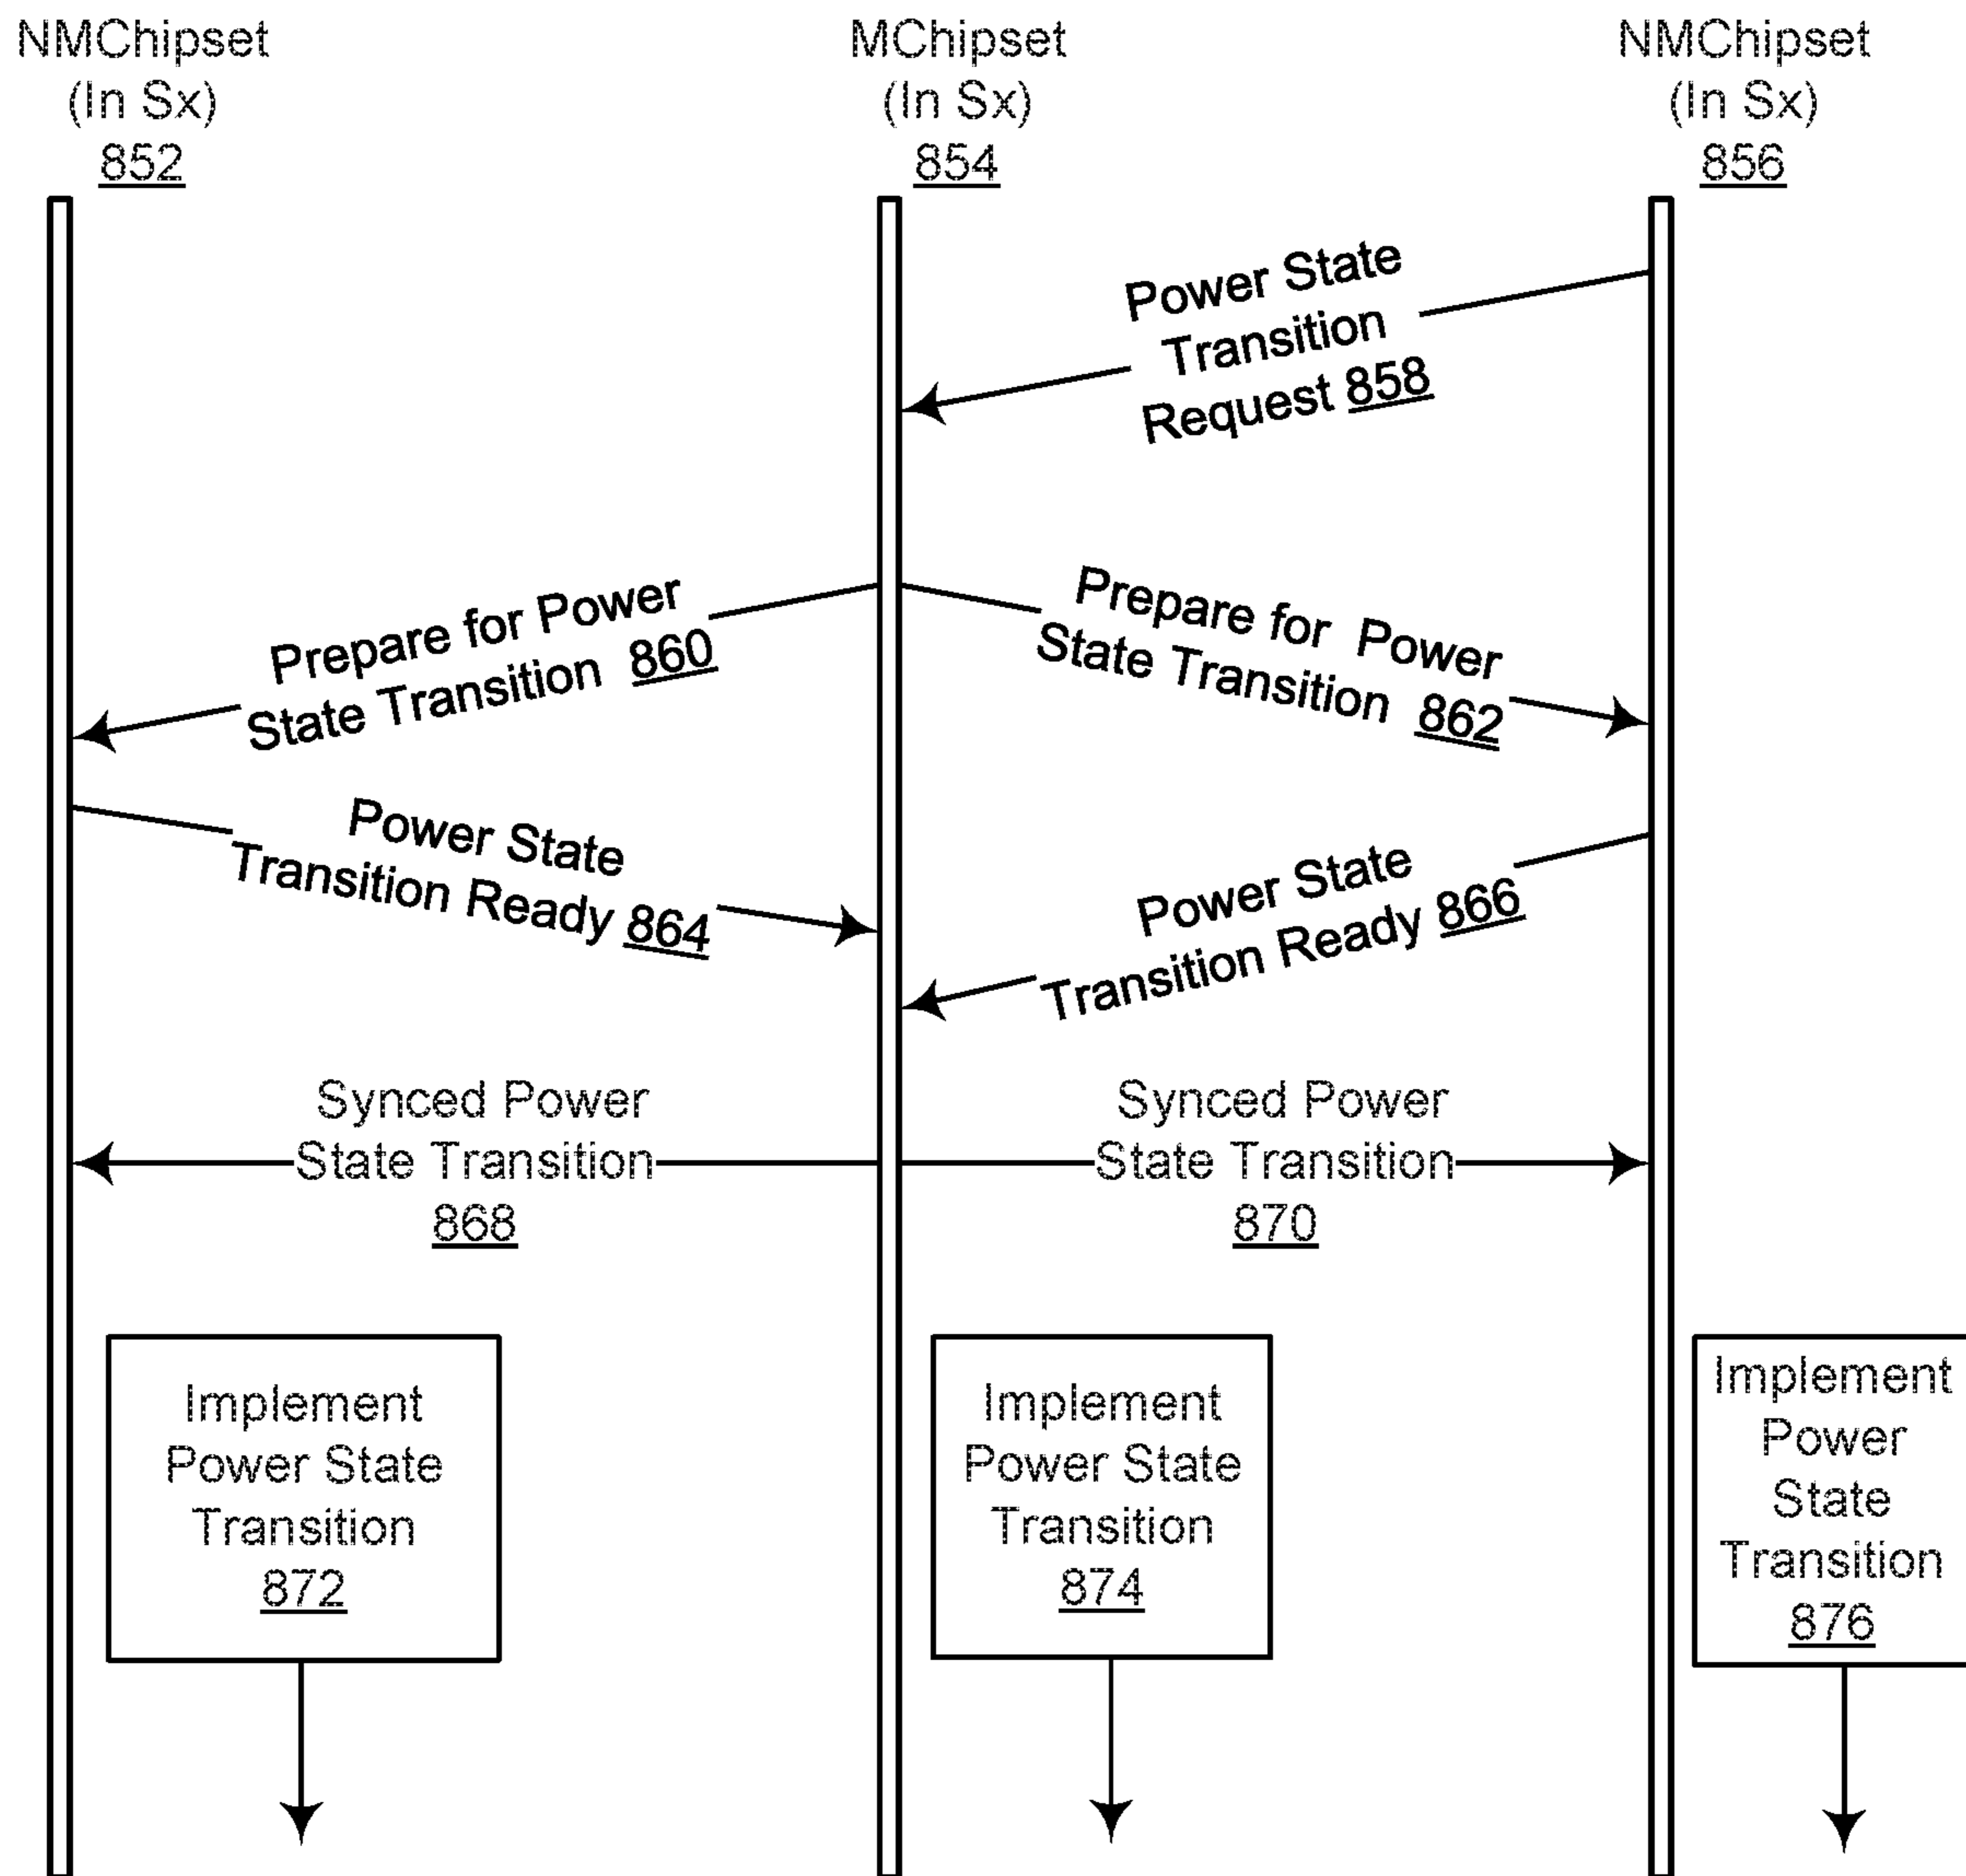 NMChipset
(In Sx)
852
MChipset
(In Sx)
854
NMChipset
(In Sx)
856
Power State
Transition
Request 858
Prepare for Power
State Transition 860
Prepare for Power
State Transition 862
Power State
Transition Ready 864
Power State
Transition Ready 866
Synced Power
State Transition
868
Synced Power
State Transition
870
Implement
Power State
Transition
872
Implement
Power State
Transition
874
Implement
Power
State
Transition
876